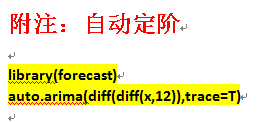 附注：自动定阶
library(forecast)
auto.arima(diff(diff(x,12)),trace=T)